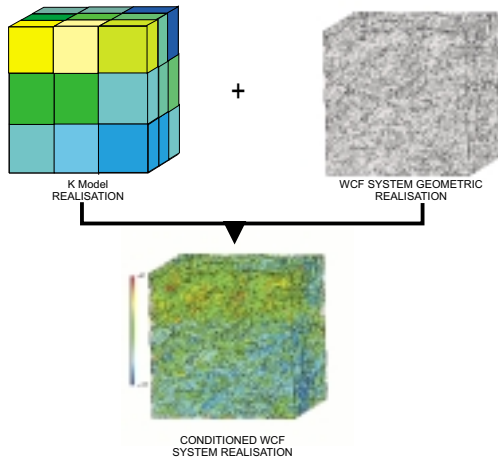 +
K Model
REALISATION
WCF SYSTEM GEOMETRIC
REALISATION
CONDITIONED WCF
SYSTEM REALISATION